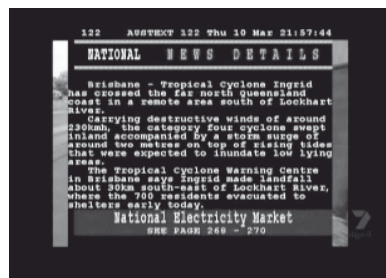 122 AUSTEXT 122 Thu 10 Mar 21:57:44
NATIONAL NEWS DETAILS
Brisbane - Tropical Cyclone Ingrid
has crossed the far north Queensland
coast in a remote area south of Lockhart
River.
Carrying destructive winds of around
230kmh, the category four cyclone swept
inland accompanied by a storm surge of
around two metres on top of rising tides
that were expected to inundate low lying
areas.
The Tropical Cyclone Warning Centre
in Brisbane says Ingrid made landfall
about 30km south-east of Lockhart River,
where the 700 residents evacuated to
shelters early today.
National Electricity Market
SEE PAGE 268 - 270